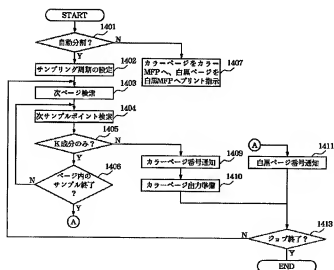 START
1401
自動分割?
N
Y
1402
サンプリング周期の設定
1403
次ページ検索
1404
次サンプルポイント検索
1405
K成分のみ?
N
Y
1406
ページ内の
サンプル終了
?
N
Y
A
カラーページをカラー
MFPへ、白黒ページを
白黒MFPへプリント指示
1407
1409
カラーページ番号通知
1410
カラーページ出力準備
A
1411
白黒ページ番号通知
1413
ジョブ終了?
N
Y
END